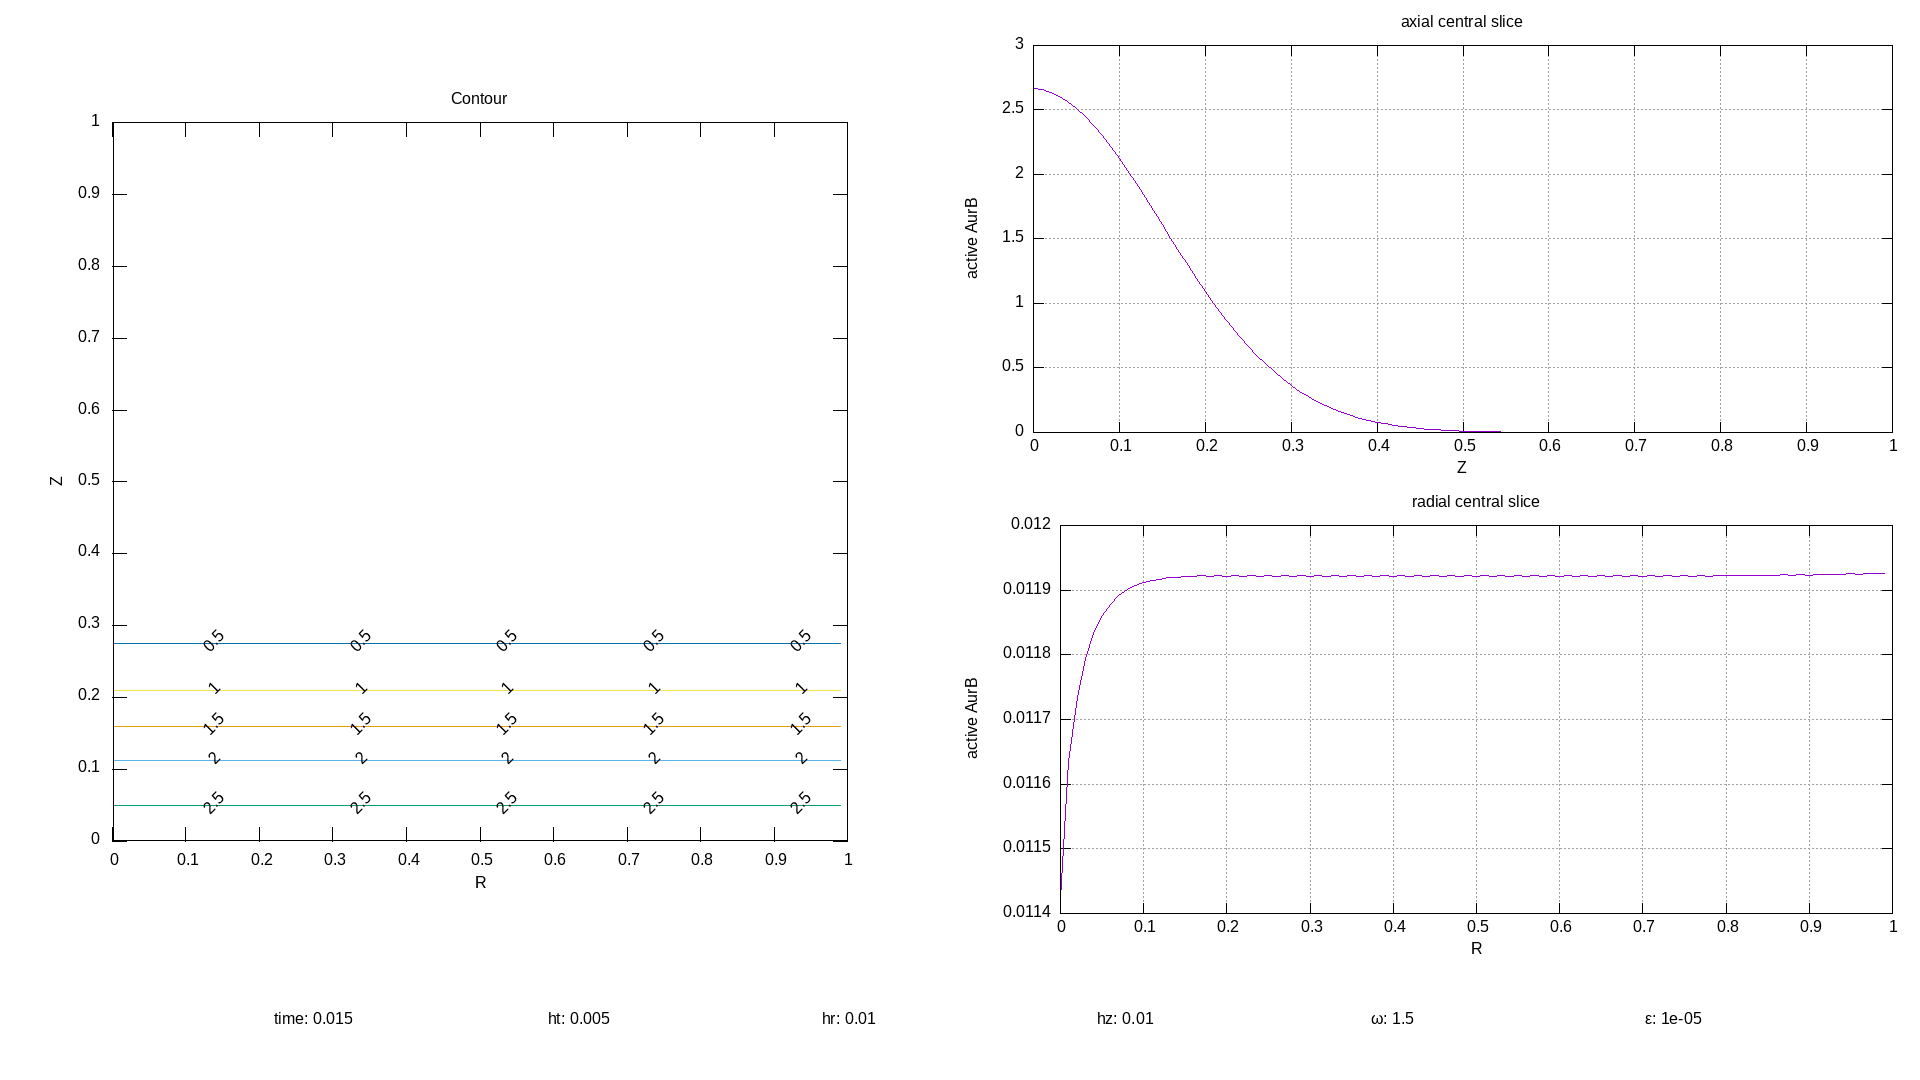 Contour
1
0.9
0.8
0.7
0.6
0.5
0.4
0.3
0.2
0.1
0
Z
0.5 0.5 0.5 0.5 0.5
1 1 1 1 1
1.5 1.5 1.5 1.5 1.5
2 2 2 2 2
2.5 2.5 2.5 2.5 2.5
0 0.1 0.2 0.3 0.4 0.5 0.6 0.7 0.8 0.9 1
R
axial central slice
3
2.5
2
1.5
1
0.5
0
active AurB
0 0.1 0.2 0.3 0.4 0.5 0.6 0.7 0.8 0.9 1
Z
radial central slice
0.012
0.0119
0.0118
0.0117
0.0116
0.0115
0.0114
active AurB
0 0.1 0.2 0.3 0.4 0.5 0.6 0.7 0.8 0.9 1
R
time: 0.015 ht: 0.005 hr: 0.01 hz: 0.01 ω: 1.5 ε: 1e-05